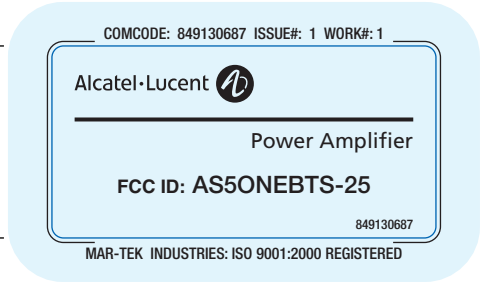 COMCODE: 849130687 ISSUE#: 1 WORK#: 1
Alcatel·Lucent
Power Amplifier
FCC ID: AS5ONEBTS-25
849130687
MAR-TEK INDUSTRIES: ISO 9001:2000 REGISTERED